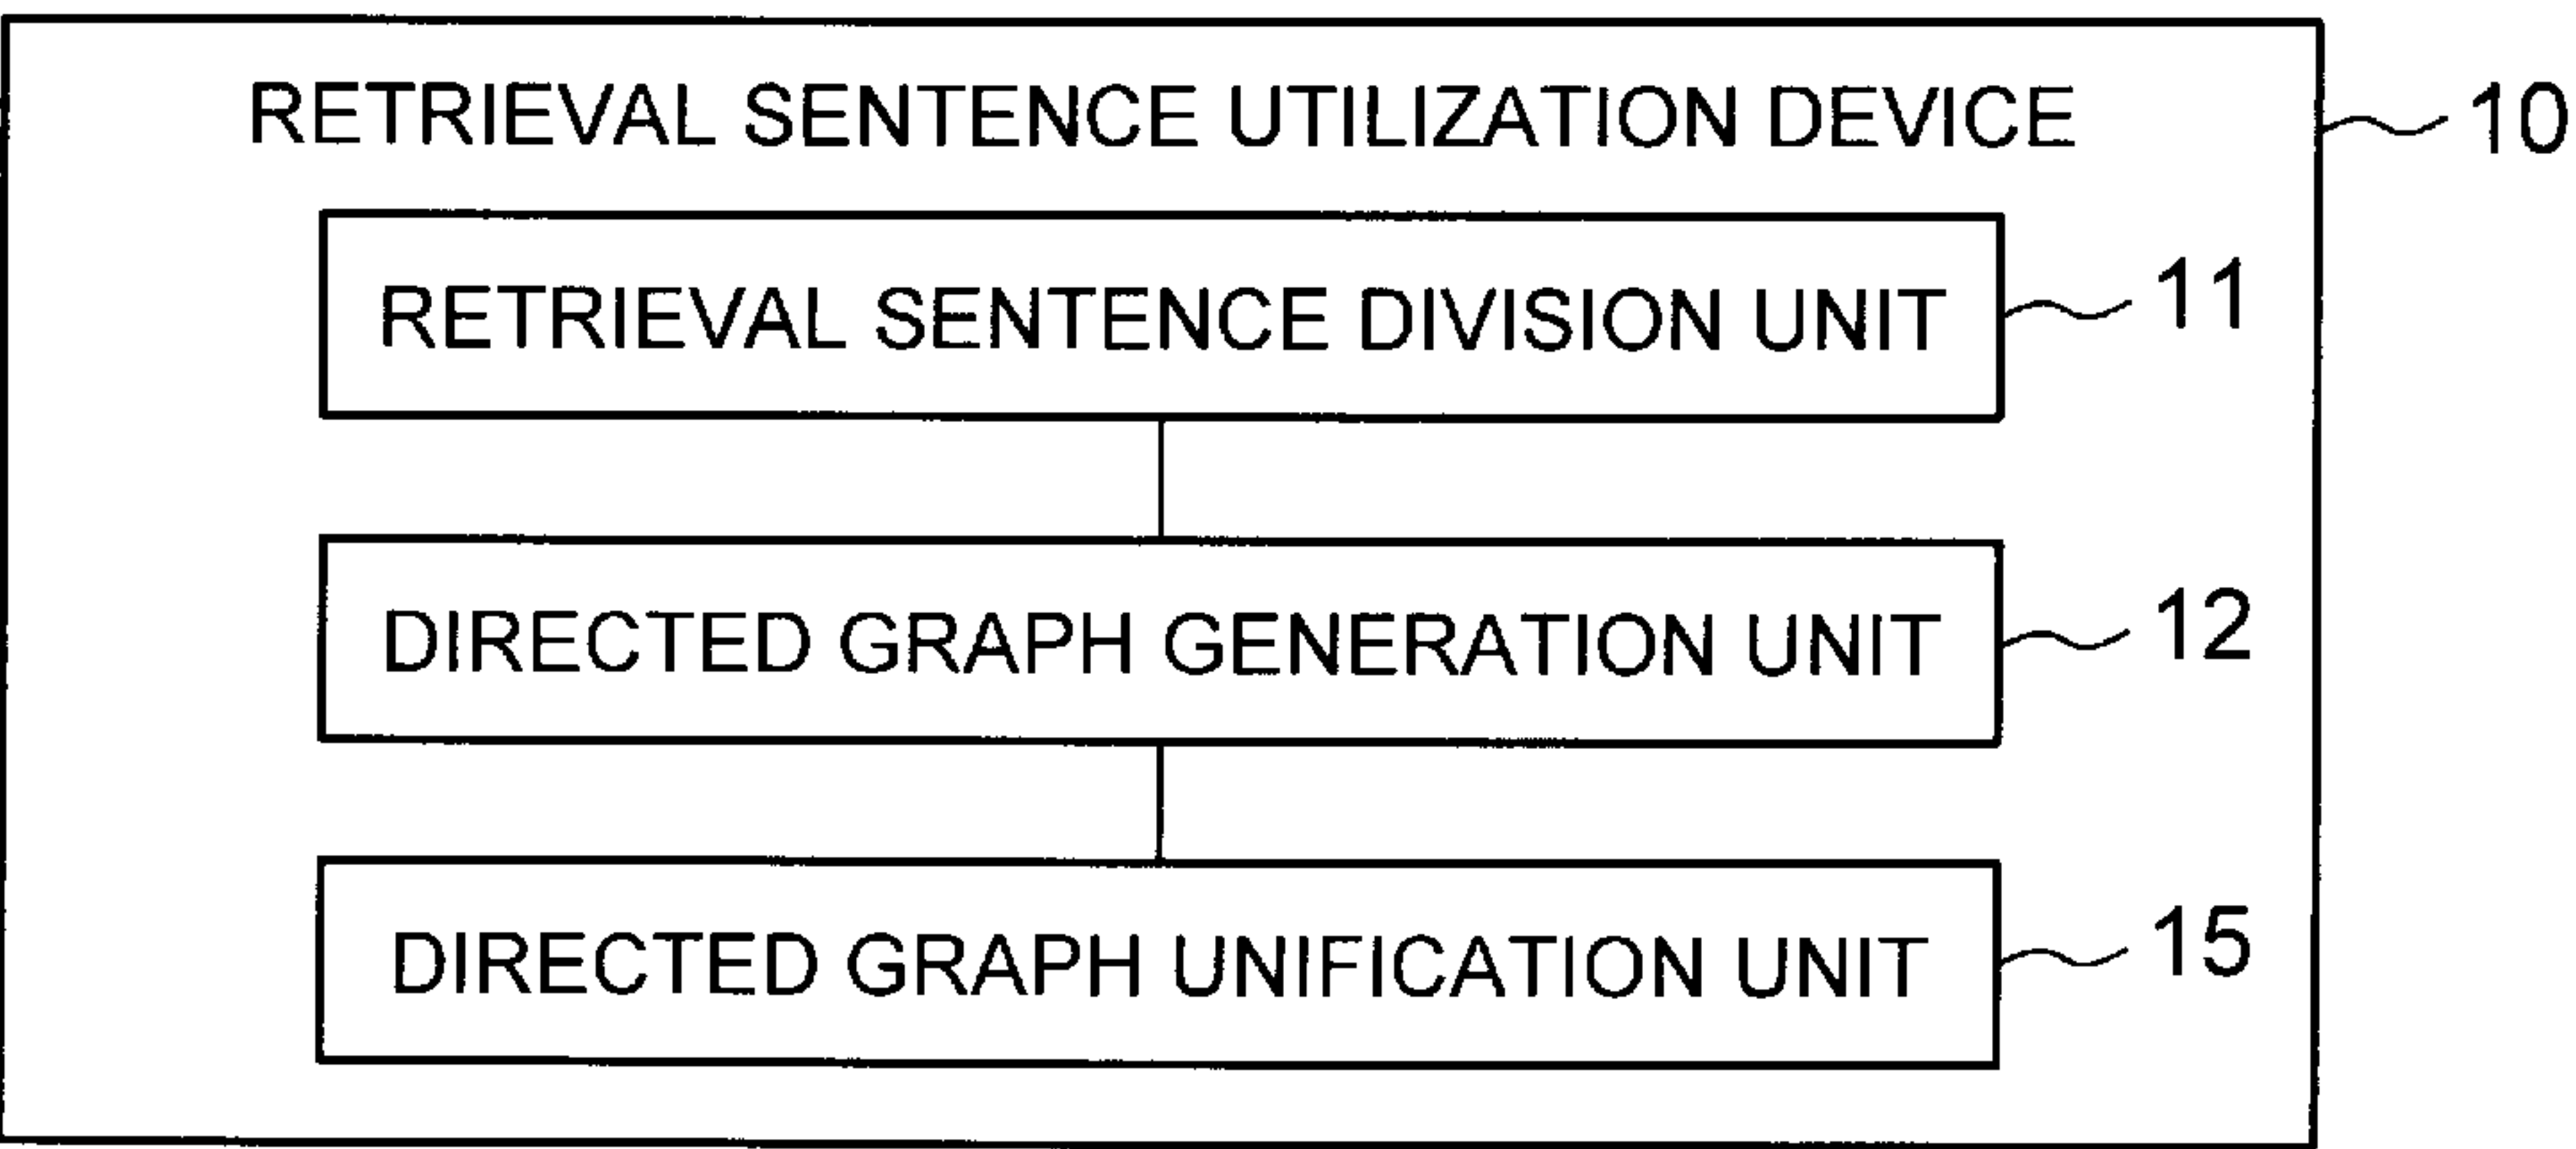 RETRIEVAL SENTENCE UTILIZATION DEVICE
10
RETRIEVAL SENTENCE DIVISION UNIT
11
DIRECTED GRAPH GENERATION UNIT
12
DIRECTED GRAPH UNIFICATION UNIT
15